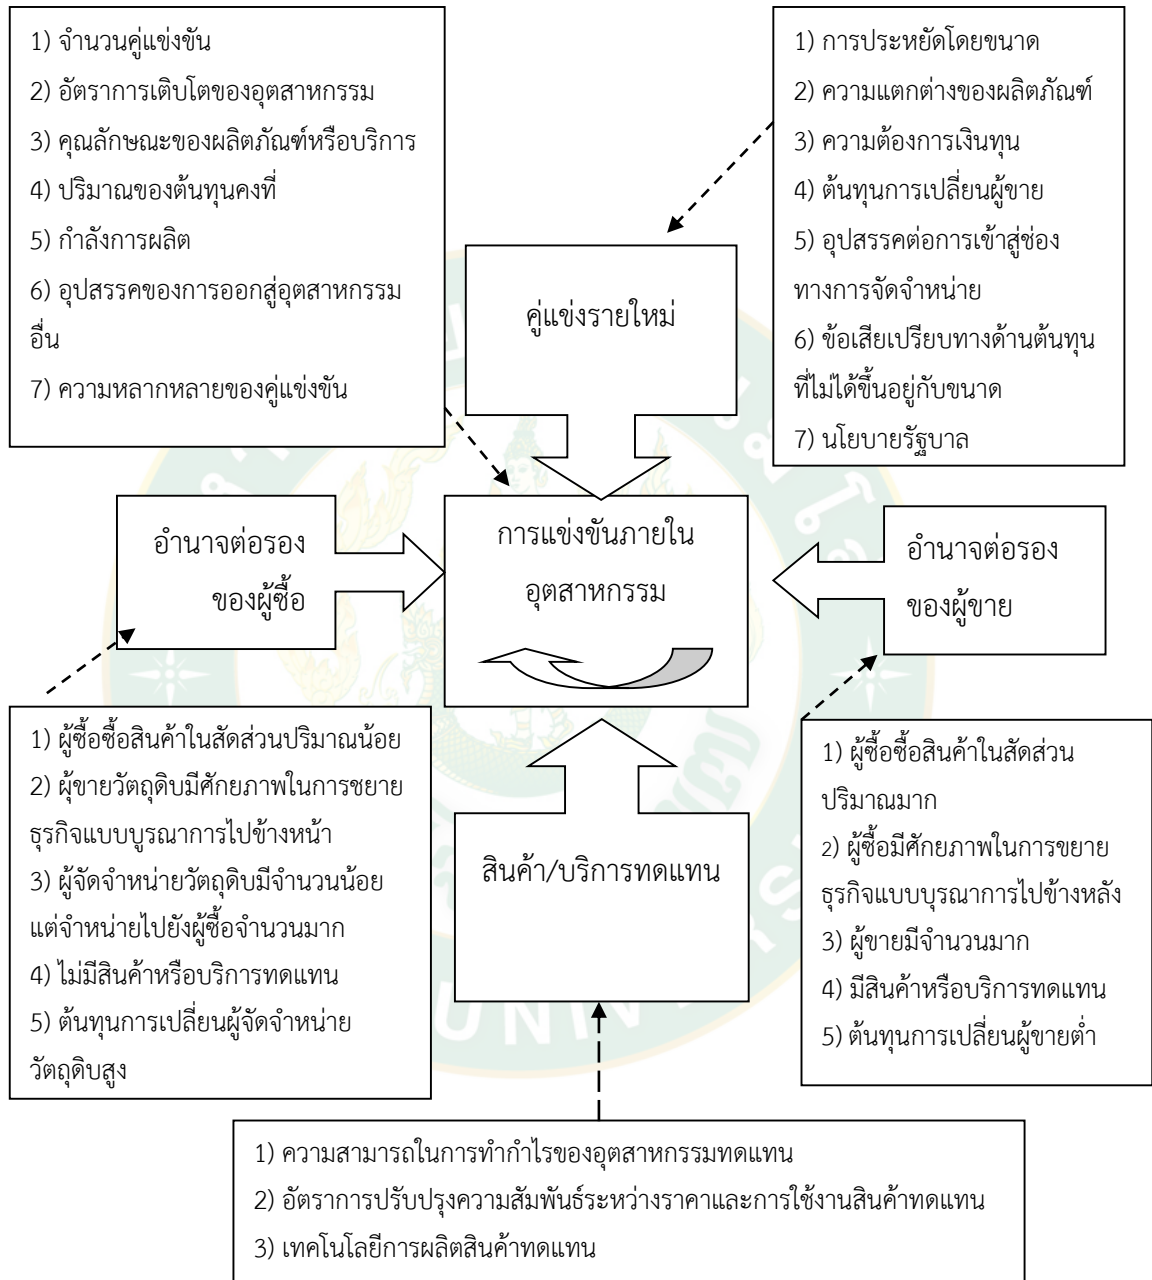 1) จำนวนคู่แข่งขัน
2) อัตราการเติบโตของอุตสาหกรรม
3) คุณลักษณะของผลิตภัณฑ์หรือบริการ
4) ปริมาณของต้นทุนคงที่
5) กำลังการผลิต
6) อุปสรรคของการออกสู่อุตสาหกรรม
อื่น
7) ความหลากหลายของคู่แข่งขัน
1) การประหยัดโดยขนาด
2) ความแตกต่างของผลิตภัณฑ์
3) ความต้องการเงินทุน
4) ต้นทุนการเปลี่ยนผู้ขาย
5) อุปสรรคต่อการเข้าสู่ช่อง
ทางการจัดจำหน่าย
6) ข้อเสียเปรียบทางด้านต้นทุน
ที่ไม่ได้ขึ้นอยู่กับขนาด
7) นโยบายรัฐบาล
คู่แข่งรายใหม่
อำนาจต่อรอง
ของผู้ซื้อ
การแข่งขันภายใน
อุตสาหกรรม
อำนาจต่อรอง
ของผู้ขาย
1) ผู้ซื้อซื้อสินค้าในสัดส่วนปริมาณน้อย
2) ผุ้ขายวัตถุดิบมีศักยภาพในการชยาย
ธุรกิจแบบบูรณาการไปข้างหน้า
3) ผู้จัดจำหน่ายวัตถุดิบมีจำนวนน้อย
แต่จำหน่ายไปยังผู้ซื้อจำนวนมาก
4) ไม่มีสินค้าหรือบริการทดแทน
5) ต้นทุนการเปลี่ยนผู้จัดจำหน่าย
วัตถุดิบสูง
สินค้า/บริการทดแทน
1) ผู้ซื้อซื้อสินค้าในสัดส่วน
ปริมาณมาก
2) ผู้ซื้อมีศักยภาพในการขยาย
ธุรกิจแบบบุรณาการไปข้างหลัง
3) ผู้ขายมีจำนวนมาก
4) มีสินค้าหรือบริการทดแทน
5) ต้นทุนการเปลี่ยนผู้ขายต่ำ
1) ความสามารถในการทำกำไรของอุตสาหกรรมทดแทน
2) อัตราการปรับปรุงความสัมพันธ์ระหว่างราคาและการใช้งานสินค้าทดแทน
3) เทคโนโลยีการผลิตสินค้าทดแทน